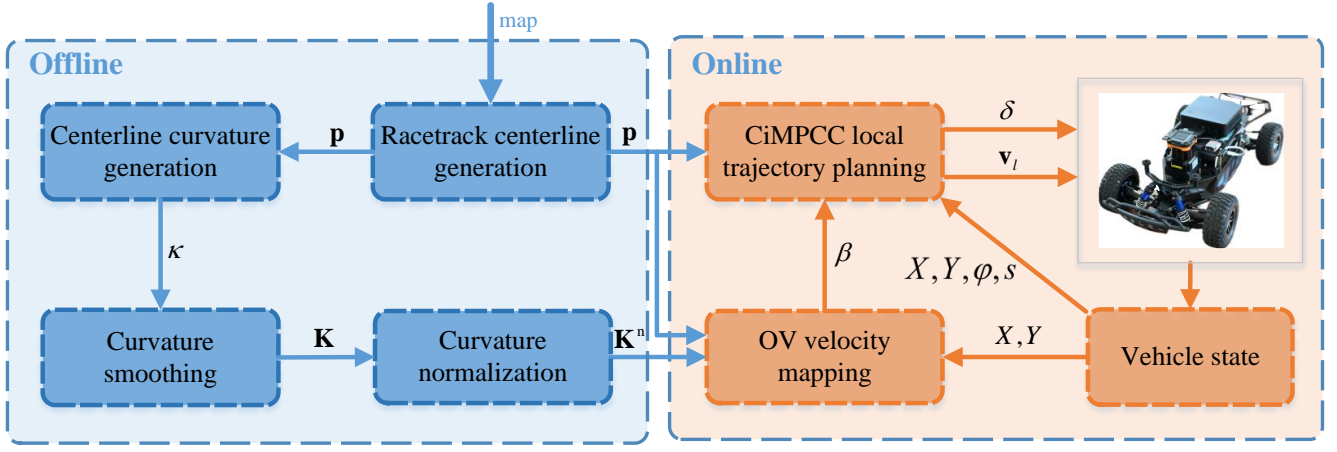 map
Offline
Centerline curvature
generation
p
Racetrack centerline
generation
p
κ
Curvature
smoothing
K
Curvature
normalization
Kⁿ
Online
CiMPCC local
trajectory planning
δ
v_l
β
X, Y, φ, s
OV velocity
mapping
X, Y
Vehicle state